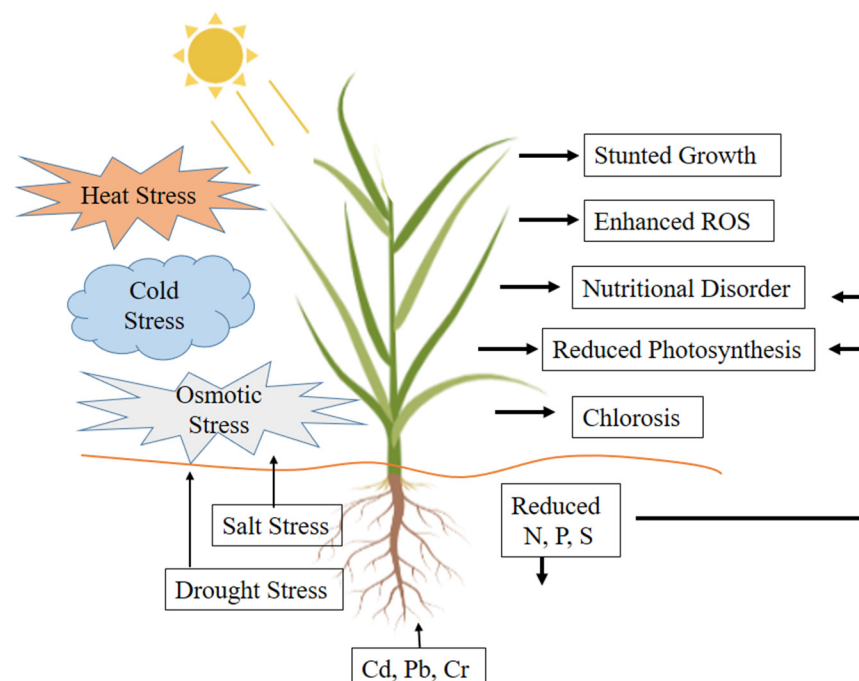 Heat Stress
Cold
Stress
Osmotic
Stress
Salt Stress
Drought Stress
Cd, Pb, Cr
Stunted Growth
Enhanced ROS
Nutritional Disorder
Reduced Photosynthesis
Chlorosis
Reduced
N, P, S